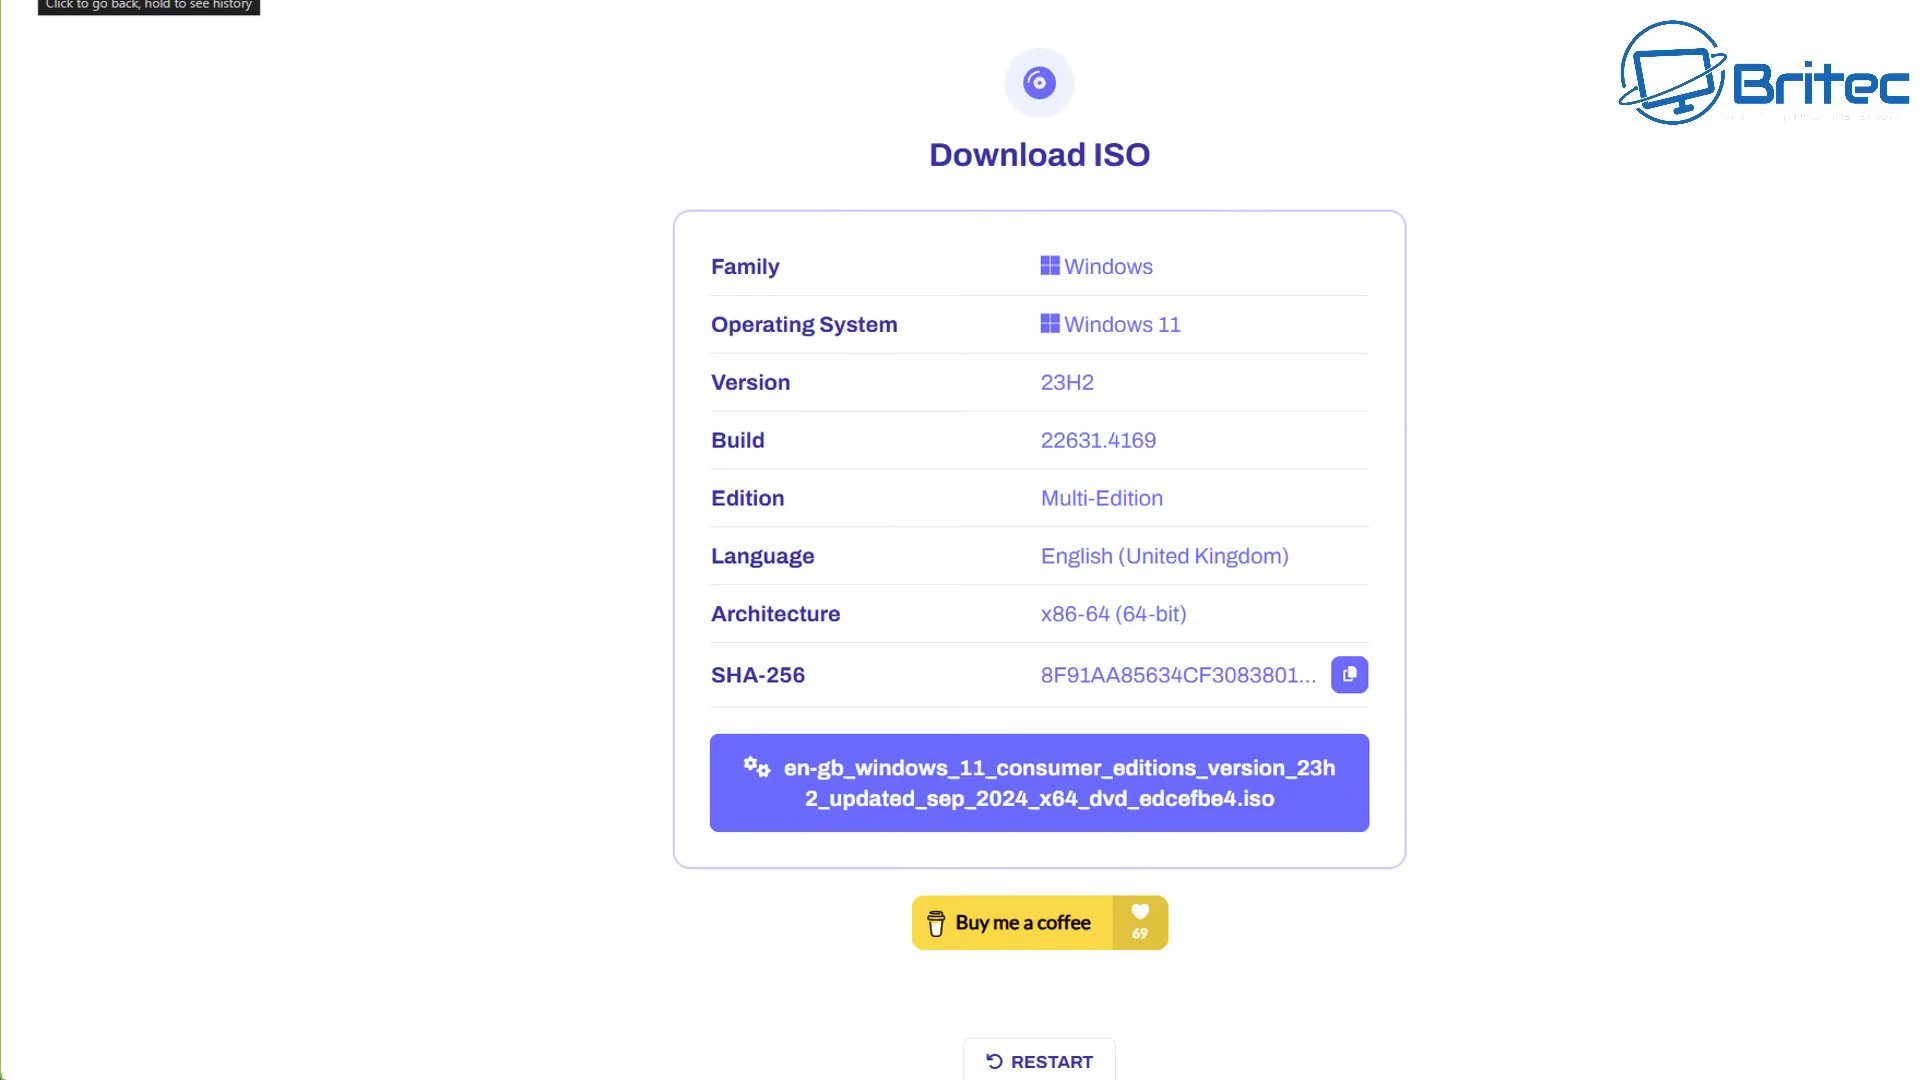 Click to go back, hold to see history
Britec
Download ISO
Family Windows
Operating System Windows 11
Version 23H2
Build 22631.4169
Edition Multi-Edition
Language English (United Kingdom)
Architecture x86-64 (64-bit)
SHA-256 8F91AA85634CF3083801...
en-gb_windows_11_consumer_editions_version_23h
2_updated_sep_2024_x64_dvd_edcefbe4.iso
Buy me a coffee 69
RESTART